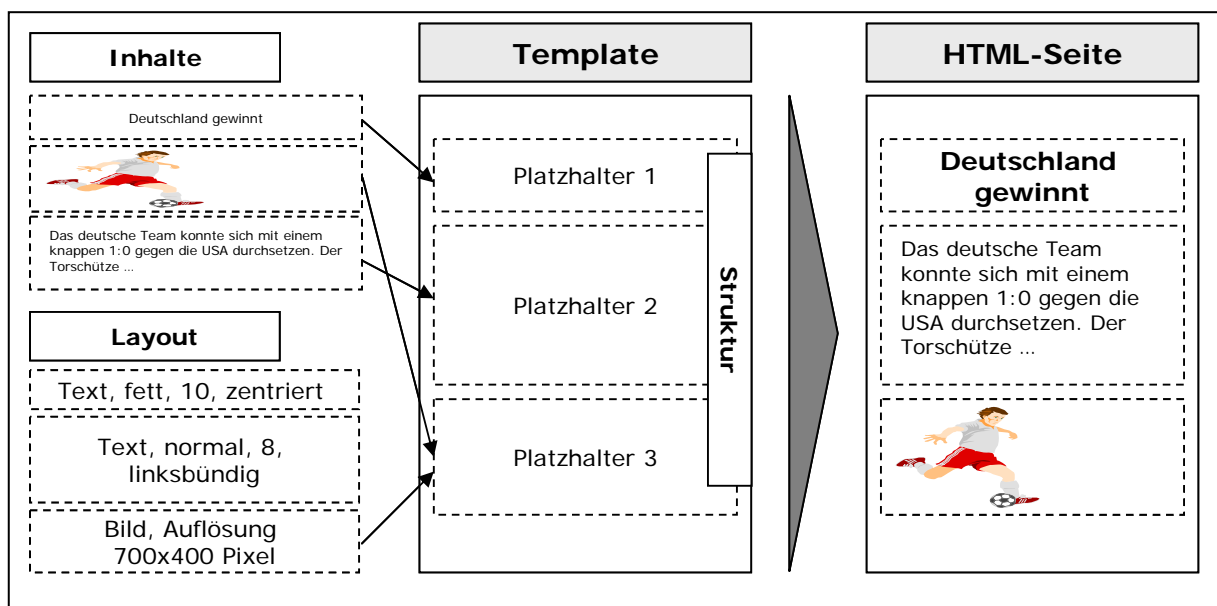 Inhalte
Deutschland gewinnt
Das deutsche Team konnte sich mit einem
knappen 1:0 gegen die USA durchsetzen. Der
Torschütze ...
Layout
Text, fett, 10, zentriert
Text, normal, 8,
linksbündig
Bild, Auflösung
700x400 Pixel
Template
Platzhalter 1
Platzhalter 2
Platzhalter 3
Struktur
HTML-Seite
Deutschland
gewinnt
Das deutsche Team
konnte sich mit einem
knappen 1:0 gegen die
USA durchsetzen. Der
Torschütze ...